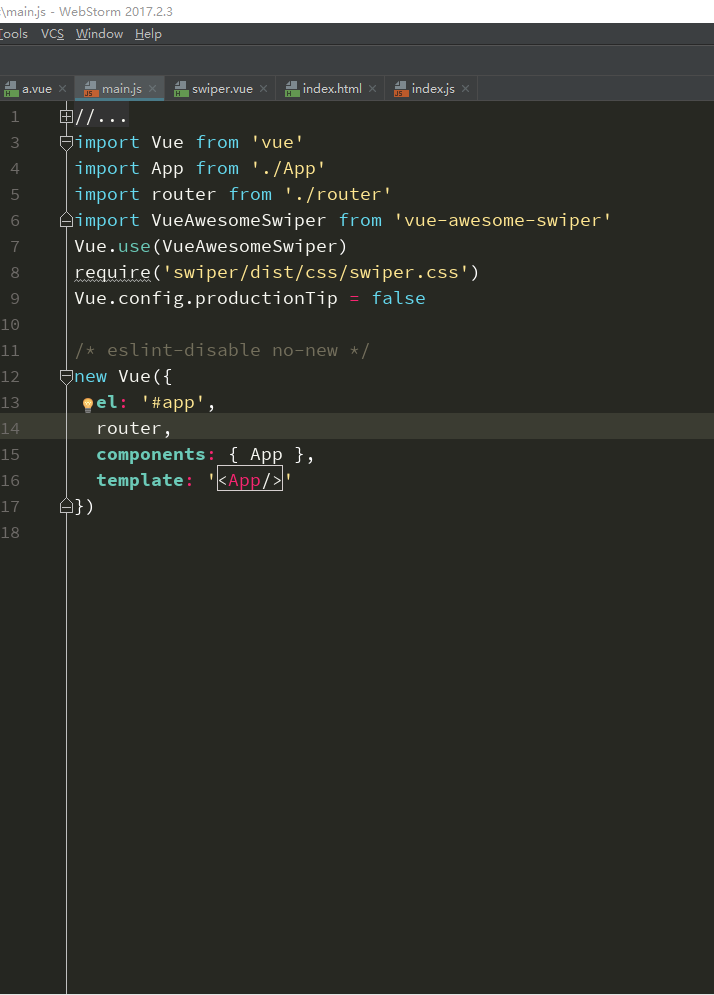 \main.js - WebStorm 2017.2.3
Tools VCS Window Help
a.vue main.js swiper.vue index.html index.js
1 //...
3 import Vue from 'vue'
4 import App from './App'
5 import router from './router'
6 import VueAwesomeSwiper from 'vue-awesome-swiper'
7 Vue.use(VueAwesomeSwiper)
8 require('swiper/dist/css/swiper.css')
9 Vue.config.productionTip = false
10
11 /* eslint-disable no-new */
12 new Vue({
13 el: '#app',
14 router,
15 components: { App },
16 template: '<App/>'
17 })
18